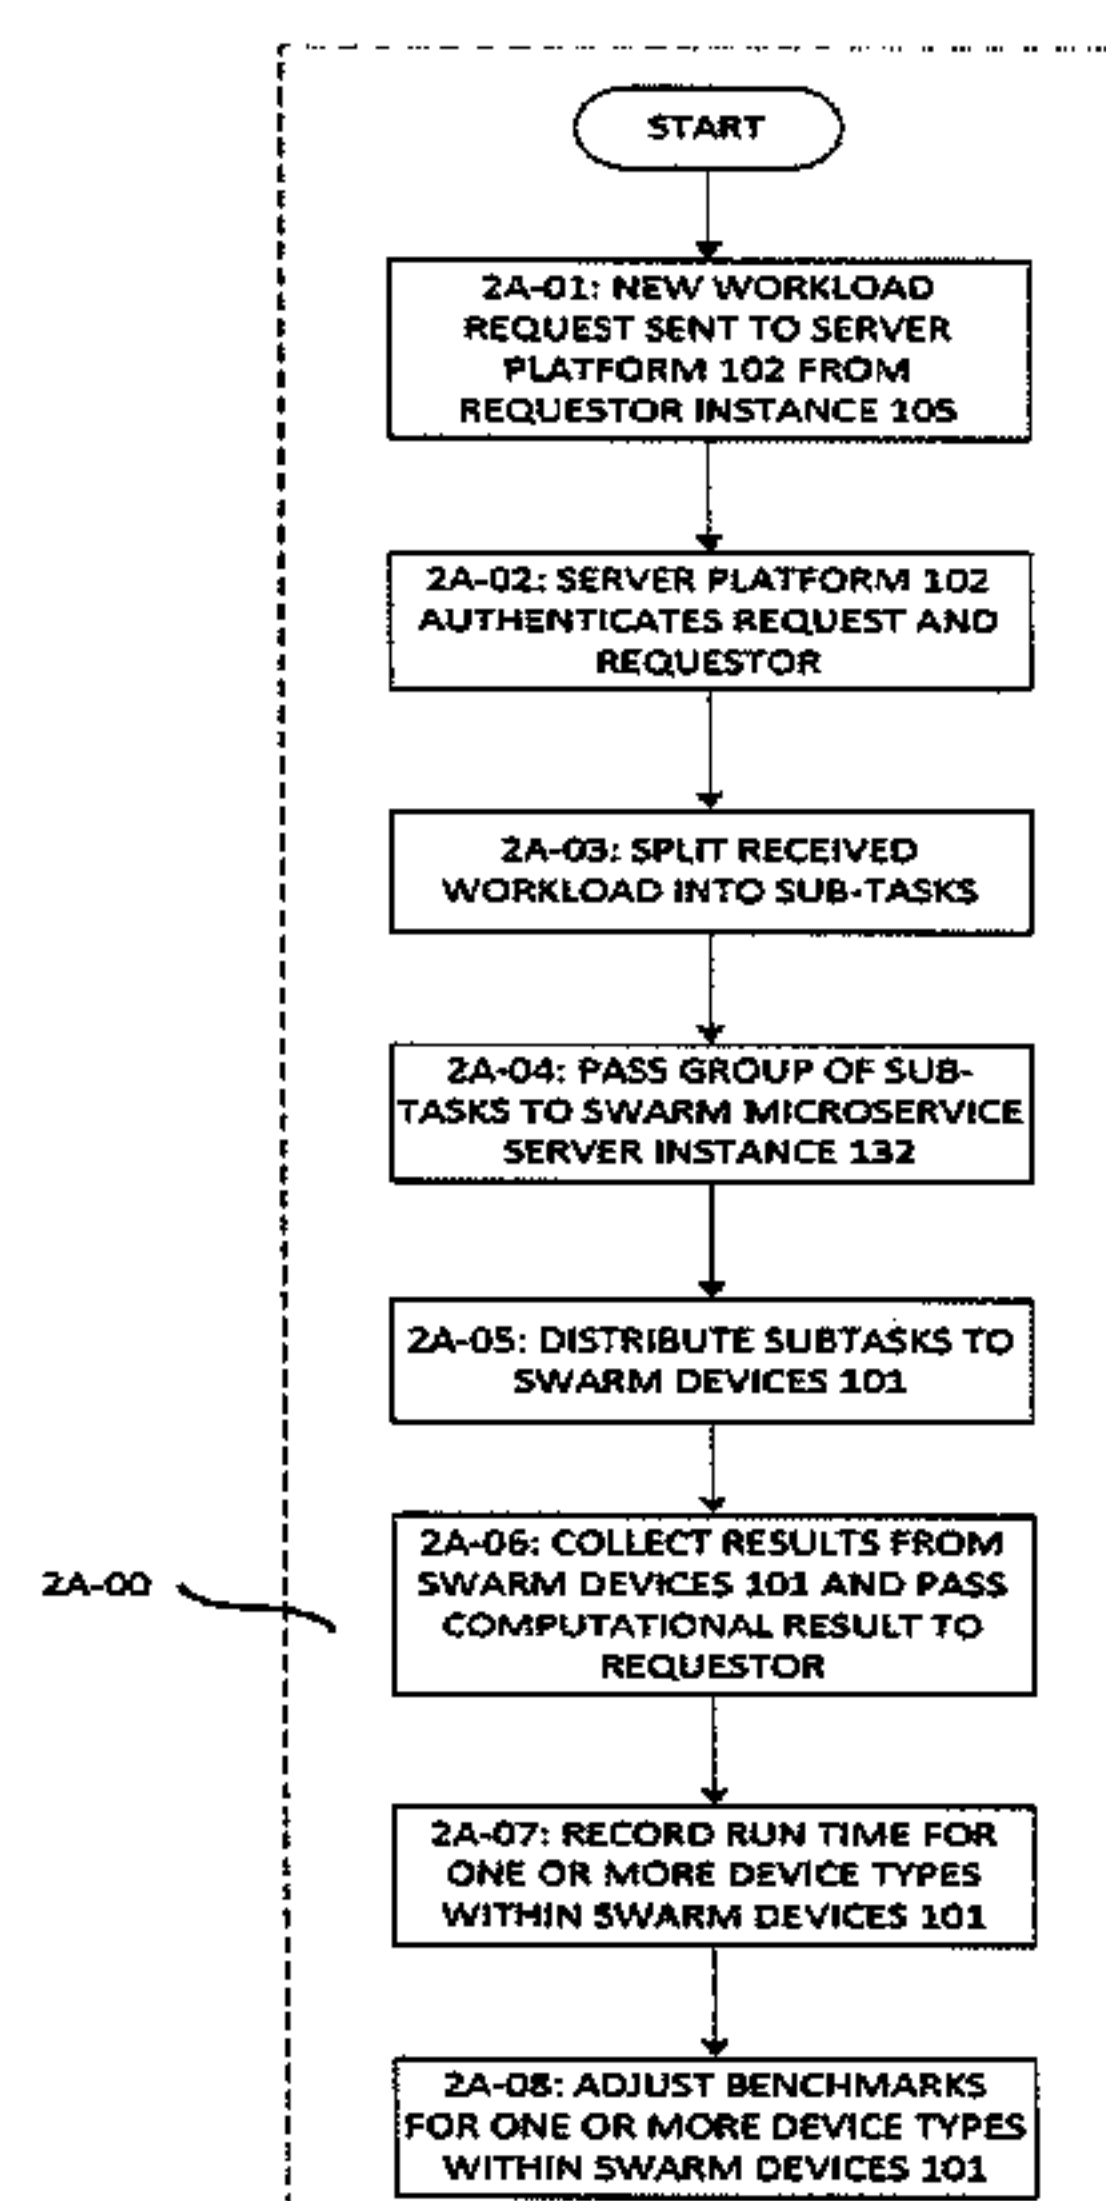 START
2A-01: NEW WORKLOAD
REQUEST SENT TO SERVER
PLATFORM 102 FROM
REQUESTOR INSTANCE 105
2A-02: SERVER PLATFORM 102
AUTHENTICATES REQUEST AND
REQUESTOR
2A-03: SPLIT RECEIVED
WORKLOAD INTO SUB-TASKS
2A-04: PASS GROUP OF SUB-
TASKS TO SWARM MICROSERVICE
SERVER INSTANCE 132
2A-05: DISTRIBUTE SUBTASKS TO
SWARM DEVICES 101
2A-06: COLLECT RESULTS FROM
SWARM DEVICES 101 AND PASS
COMPUTATIONAL RESULT TO
REQUESTOR
2A-00
2A-07: RECORD RUN TIME FOR
ONE OR MORE DEVICE TYPES
WITHIN SWARM DEVICES 101
2A-08: ADJUST BENCHMARKS
FOR ONE OR MORE DEVICE TYPES
WITHIN SWARM DEVICES 101